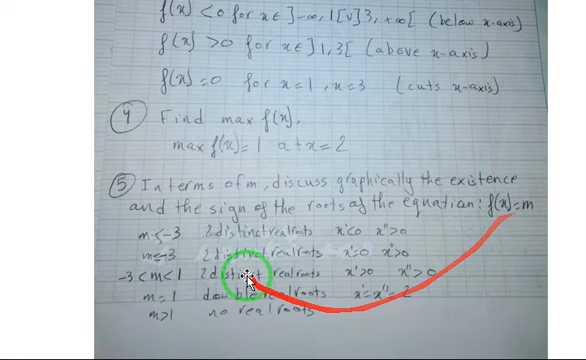 f(x) < 0 for x ∈ ]-∞, 1[ ∪ ]3, +∞[ (below x-axis)
f(x) > 0 for x ∈ ]1, 3[ (above x-axis)
f(x) = 0 for x = 1, x = 3 (cuts x-axis)
④ Find max f(x).
max f(x) = 1 at x = 2
⑤ In terms of m, discuss graphically the existence
and the sign of the roots of the equation: f(x) = m
m < -3 2 distinct real roots x' < 0 x'' > 0
m = -3 2 distinct real roots x' = 0 x'' > 0
-3 < m < 1 2 distinct real roots x' > 0 x'' > 0
m = 1 double real roots x' = x'' = 2
m > 1 no real roots